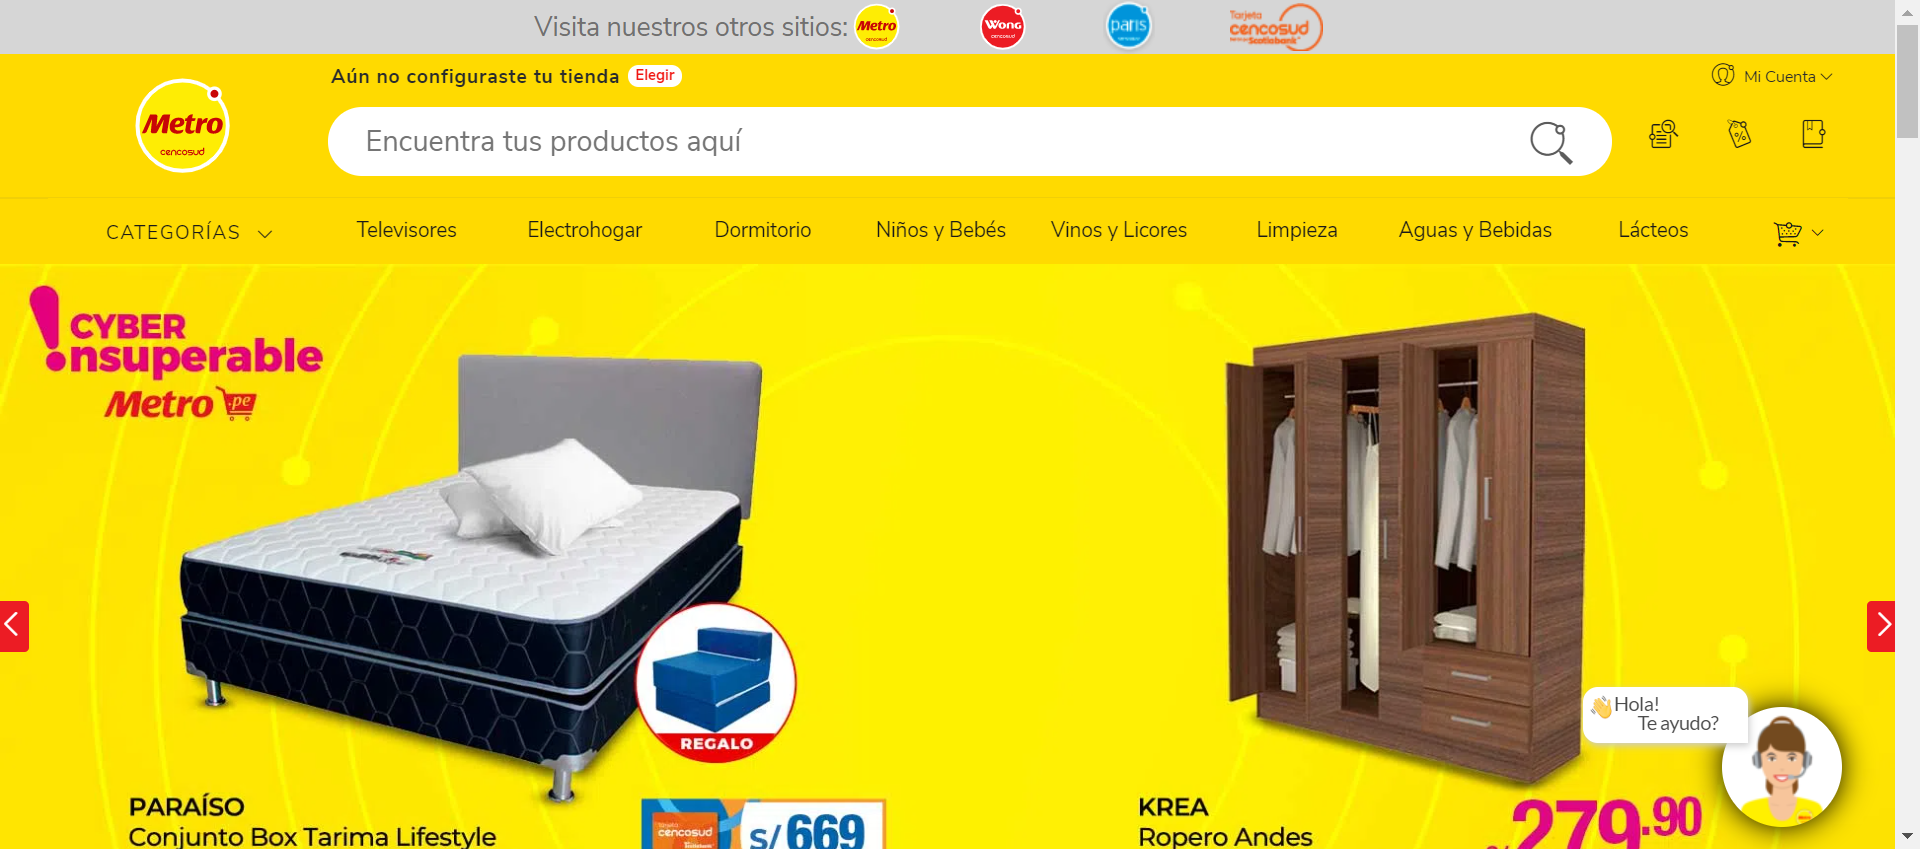 Visita nuestros otros sitios:
Metro
cencosud
Wong
cencosud
paris
Tarjeta
cencosud
Scotiabank
Aún no configuraste tu tienda
Elegir
Mi Cuenta
Metro
cencosud
Encuentra tus productos aquí
%
CATEGORÍAS
Televisores
Electrohogar
Dormitorio
Niños y Bebés
Vinos y Licores
Limpieza
Aguas y Bebidas
Lácteos
CYBER
!nsuperable
Metro .pe
REGALO
PARAÍSO
Conjunto Box Tarima Lifestyle
Tarjeta
cencosud
S/ 669
KREA
Ropero Andes
279.90
Hola!
Te ayudo?